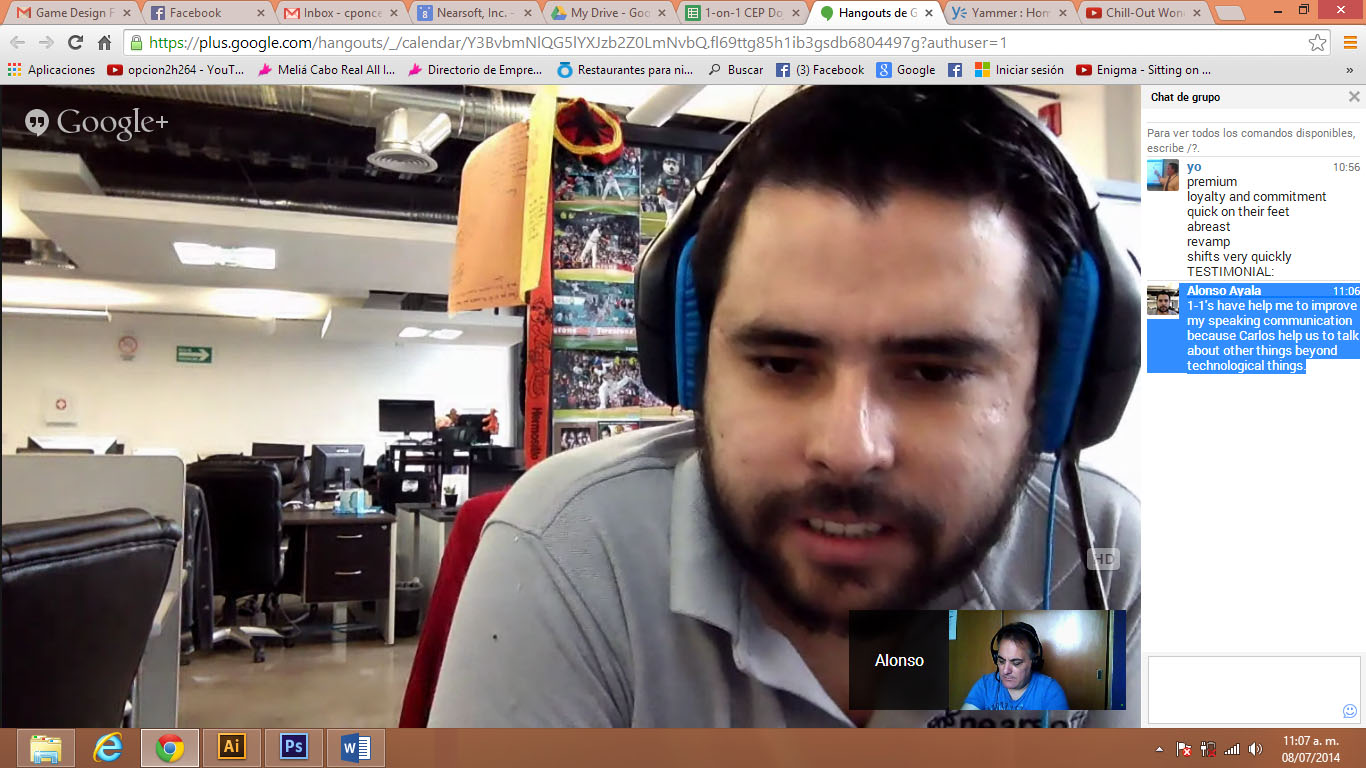 Game Design F
Facebook
Inbox - cponce
Nearsoft, Inc. -
My Drive - Goo
1-on-1 CEP Do
Hangouts de G
Yammer : Hom
Chill-Out Won
https://plus.google.com/hangouts/_/calendar/Y3BvbmNlQG5lYXJzb2Z0LmNvbQ.fl69ttg85h1ib3gsdb6804497g?authuser=1
Aplicaciones
opcion2h264 - YouT...
Meliá Cabo Real All I...
Directorio de Empre...
Restaurantes para ni...
Buscar
(3) Facebook
Google
Iniciar sesión
Enigma - Sitting on ...
»
Google+
Hermosillo
HD
Alonso
Chat de grupo
Para ver todos los comandos disponibles,
escribe /?.
yo 10:56
premium
loyalty and commitment
quick on their feet
abreast
revamp
shifts very quickly
TESTIMONIAL:
Alonso Ayala 11:06
1-1's have help me to improve
my speaking communication
because Carlos help us to talk
about other things beyond
technological things.
Ai
Ps
11:07 a. m.
08/07/2014